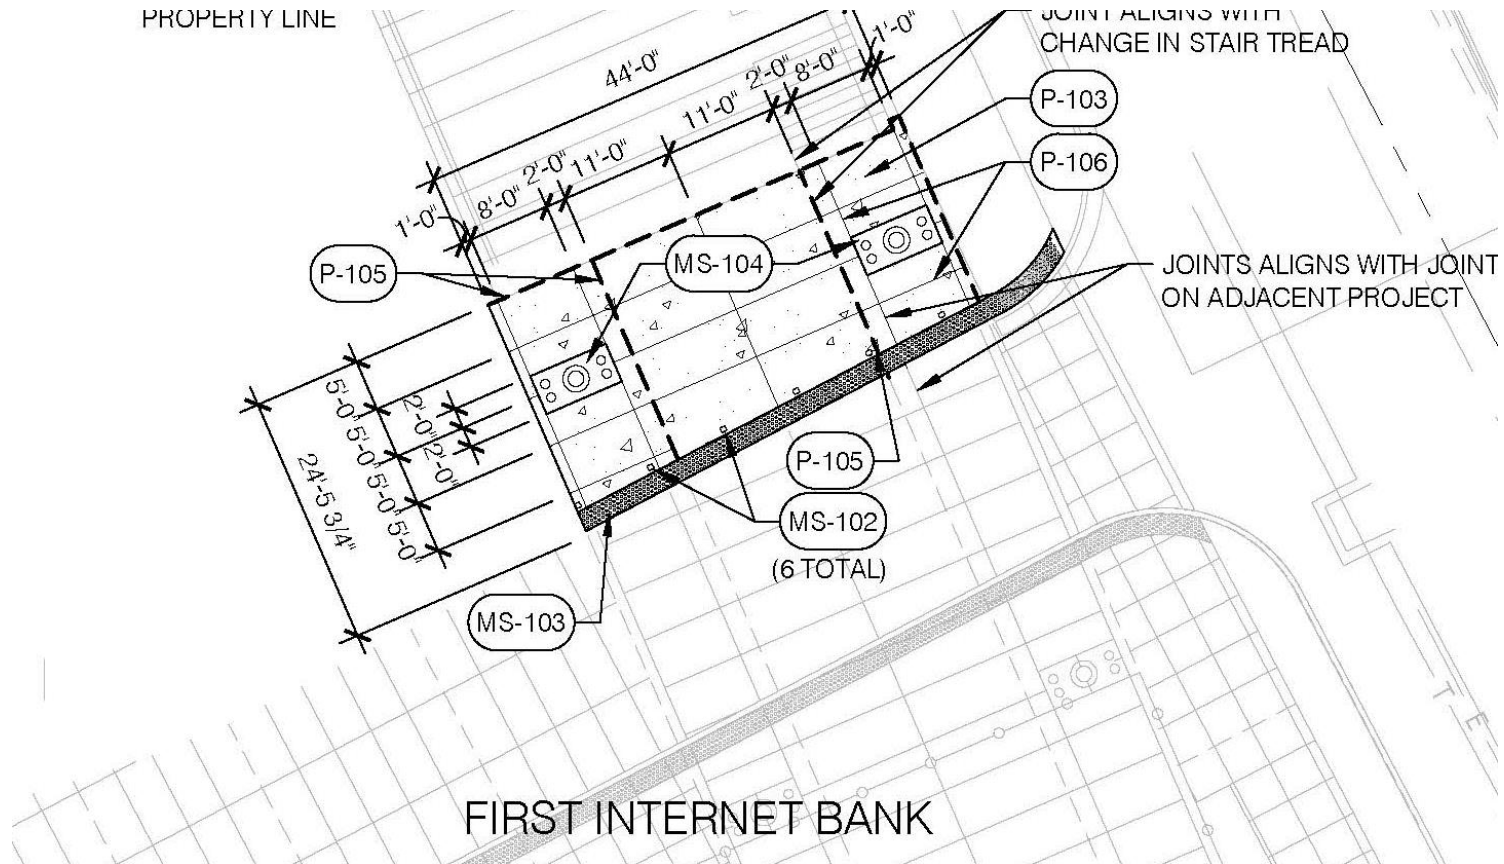 PROPERTY LINE
JOINT ALIGNS WITH
CHANGE IN STAIR TREAD
44'-0"
1'-0"
8'-0"
2'-0"
11'-0"
11'-0"
2'-0"
8'-0"
1'-0"
P-103
P-106
P-105
MS-104
JOINTS ALIGNS WITH JOINT
ON ADJACENT PROJECT
5'-0"
5'-0"
5'-0"
5'-0"
2'-0"
2'-0"
24'-5 3/4"
P-105
MS-102
(6 TOTAL)
MS-103
T E
FIRST INTERNET BANK